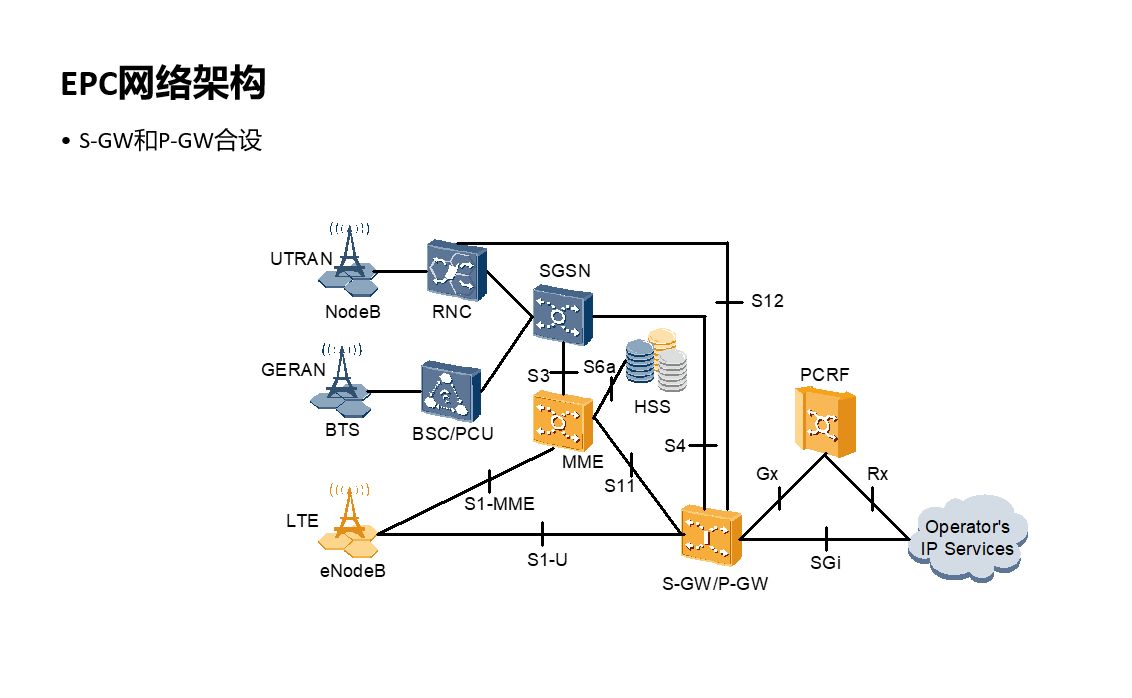 EPC网络架构
• S-GW和P-GW合设
UTRAN
NodeB
RNC
SGSN
S12
GERAN
BTS
BSC/PCU
S3
S6a
HSS
PCRF
MME
S4
S11
Gx
Rx
LTE
eNodeB
S1-MME
S1-U
S-GW/P-GW
SGi
Operator's
IP Services